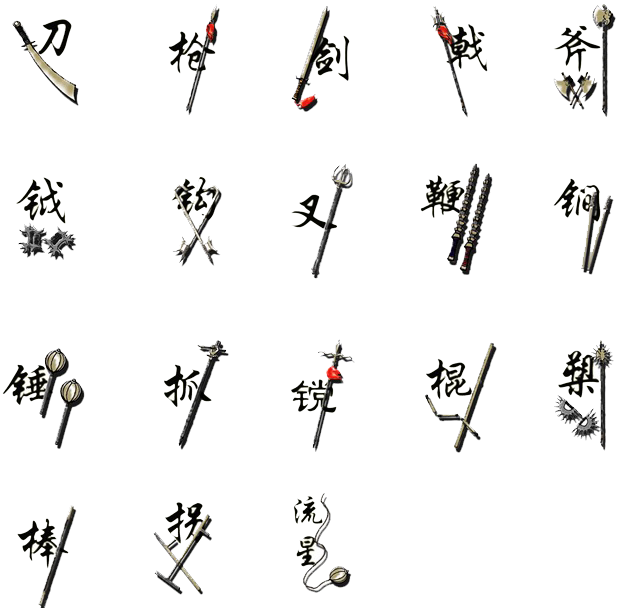 刀
枪
剑
戟
斧
钺
钩
叉
鞭
锏
锤
抓
镋
棍
槊
棒
拐
流星